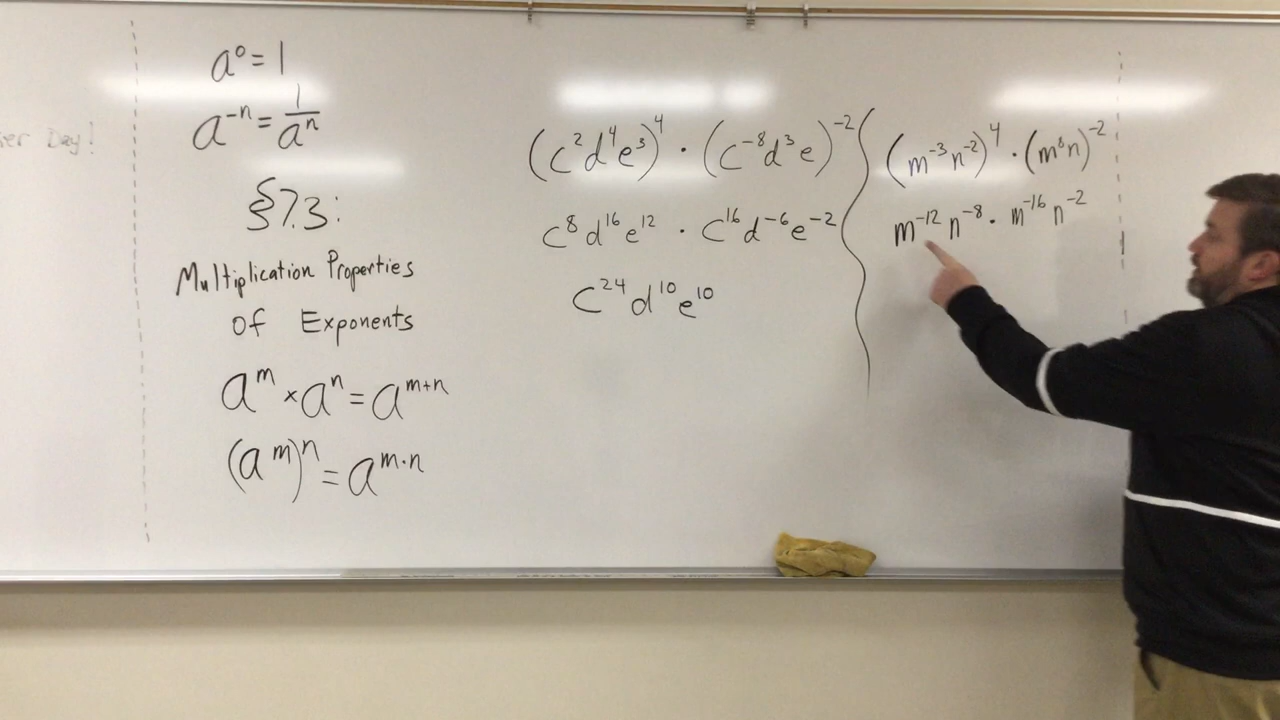 Day!
a⁰ = 1
a⁻ⁿ = 1/aⁿ
§7.3:
Multiplication Properties
of Exponents
aᵐ × aⁿ = aᵐ⁺ⁿ
(aᵐ)ⁿ = aᵐ·ⁿ
(c²d⁴e³)⁴ · (c⁻⁸d³e)⁻²
c⁸d¹⁶e¹² · c¹⁶d⁻⁶e⁻²
c²⁴d¹⁰e¹⁰
(m⁻³n⁻²)⁴ · (m⁸n)⁻²
m⁻¹²n⁻⁸ · m⁻¹⁶n⁻²